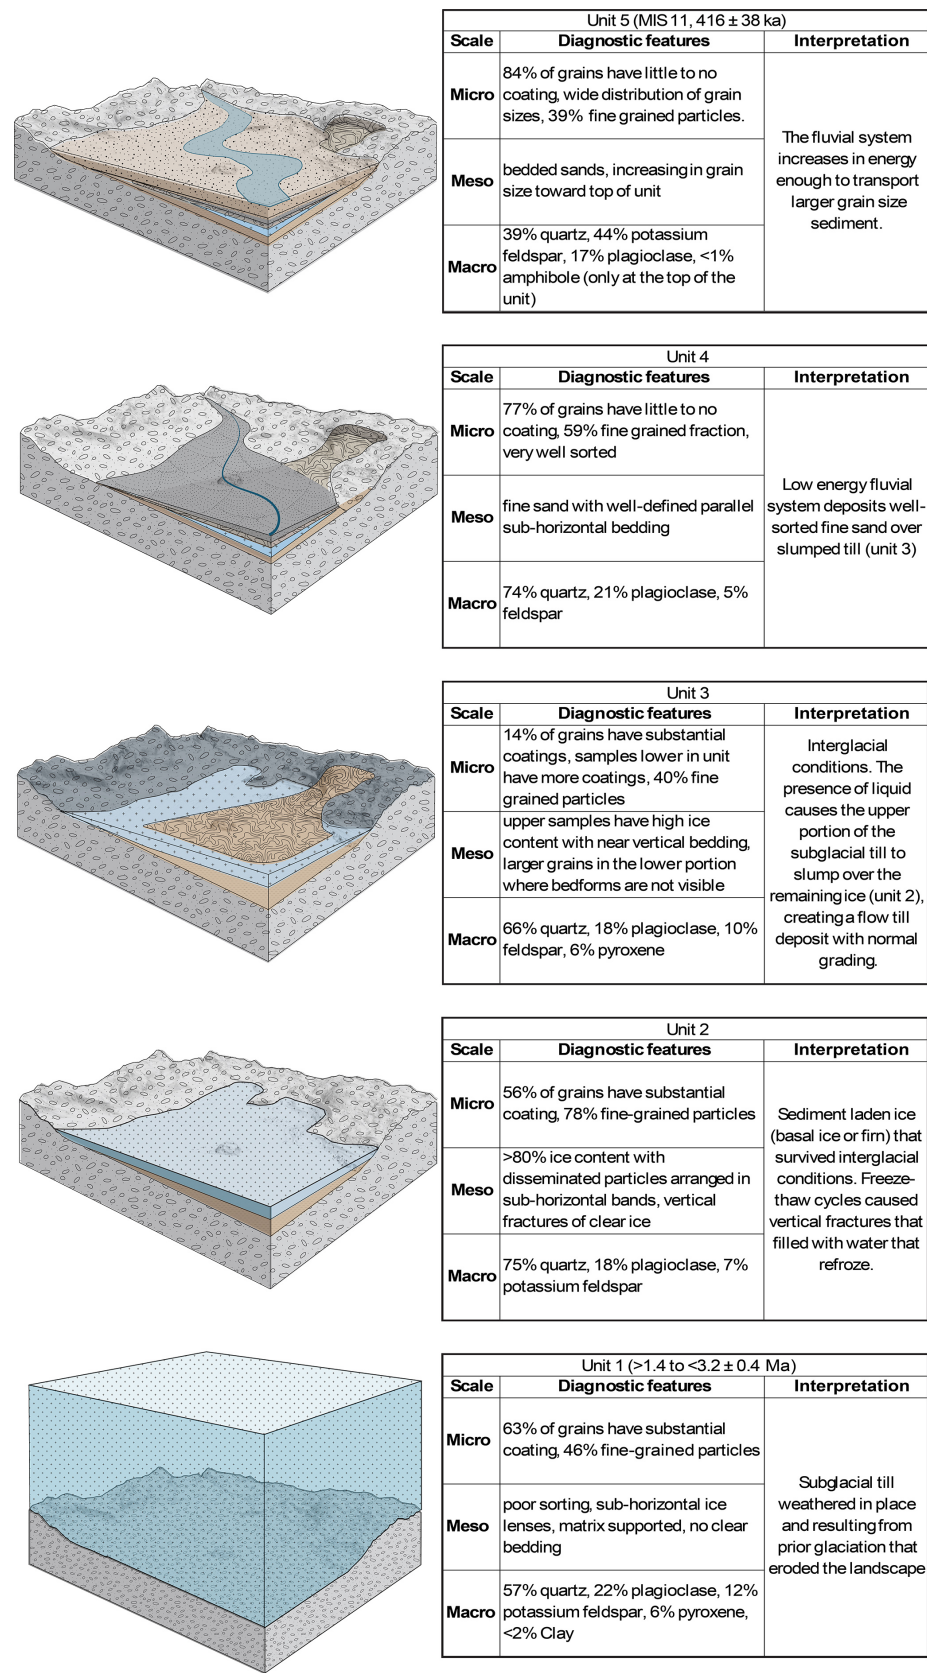 Unit 5 (MIS 11, 416 ± 38 ka)
Scale Diagnostic features Interpretation
Micro
84% of grains have little to no
coating, wide distribution of grain
sizes, 39% fine grained particles.
Meso
bedded sands, increasing in grain
size toward top of unit
Macro
39% quartz, 44% potassium
feldspar, 17% plagioclase, <1%
amphibole (only at the top of the
unit)
The fluvial system
increases in energy
enough to transport
larger grain size
sediment.
Unit 4
Scale Diagnostic features Interpretation
Micro
77% of grains have little to no
coating, 59% fine grained fraction,
very well sorted
Meso
fine sand with well-defined parallel
sub-horizontal bedding
Macro
74% quartz, 21% plagioclase, 5%
feldspar
Low energy fluvial
system deposits well-
sorted fine sand over
slumped till (unit 3)
Unit 3
Scale Diagnostic features Interpretation
Micro
14% of grains have substantial
coatings, samples lower in unit
have more coatings, 40% fine
grained particles
Meso
upper samples have high ice
content with near vertical bedding,
larger grains in the lower portion
where bedforms are not visible
Macro
66% quartz, 18% plagioclase, 10%
feldspar, 6% pyroxene
Interglacial
conditions. The
presence of liquid
causes the upper
portion of the
subglacial till to
slump over the
remaining ice (unit 2),
creating a flow till
deposit with normal
grading.
Unit 2
Scale Diagnostic features Interpretation
Micro
56% of grains have substantial
coating, 78% fine-grained particles
Meso
>80% ice content with
disseminated particles arranged in
sub-horizontal bands, vertical
fractures of clear ice
Macro
75% quartz, 18% plagioclase, 7%
potassium feldspar
Sediment laden ice
(basal ice or firn) that
survived interglacial
conditions. Freeze-
thaw cycles caused
vertical fractures that
filled with water that
refroze.
Unit 1 (>1.4 to <3.2 ± 0.4 Ma)
Scale Diagnostic features Interpretation
Micro
63% of grains have substantial
coating, 46% fine-grained particles
Meso
poor sorting, sub-horizontal ice
lenses, matrix supported, no clear
bedding
Macro
57% quartz, 22% plagioclase, 12%
potassium feldspar, 6% pyroxene,
<2% Clay
Subglacial till
weathered in place
and resulting from
prior glaciation that
eroded the landscape